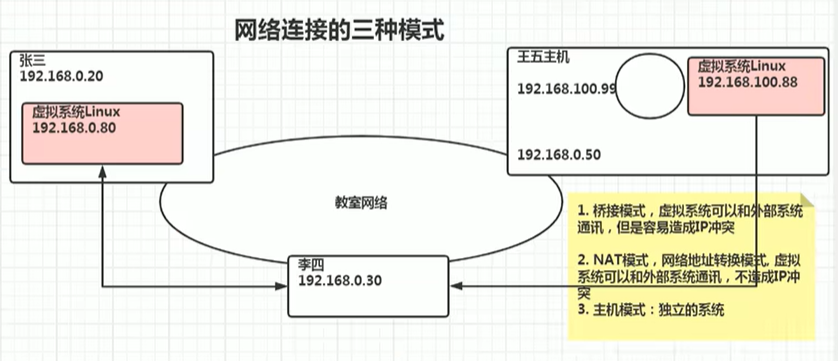 网络连接的三种模式
张三
192.168.0.20
虚拟系统Linux
192.168.0.80
王五主机
192.168.100.99
192.168.0.50
虚拟系统Linux
192.168.100.88
教室网络
李四
192.168.0.30
1. 桥接模式，虚拟系统可以和外部系统
通讯，但是容易造成IP冲突
2. NAT模式，网络地址转换模式, 虚拟
系统可以和外部系统通讯，不造成IP冲
突
3. 主机模式：独立的系统